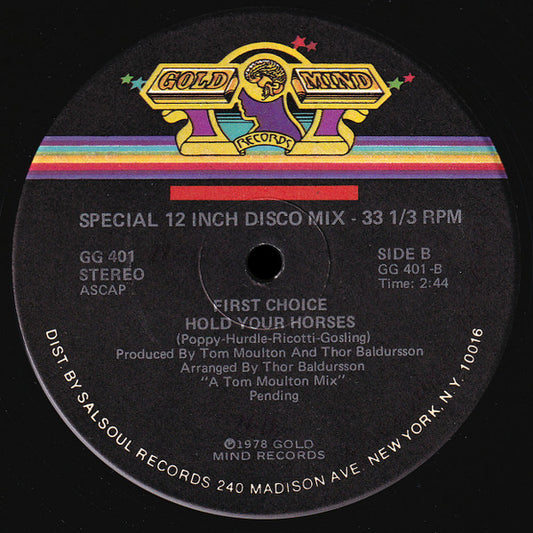 GOLD MIND
RECORDS
SPECIAL 12 INCH DISCO MIX - 33 1/3 RPM
GG 401
STEREO
ASCAP
SIDE B
GG 401-B
Time: 2:44
FIRST CHOICE
HOLD YOUR HORSES
(Poppy-Hurdle-Ricotti-Gosling)
Produced By Tom Moulton And Thor Baldursson
Arranged By Thor Baldursson
"A Tom Moulton Mix"
Pending
℗1978 GOLD
MIND RECORDS
DIST. BY SALSOUL RECORDS 240 MADISON AVE NEW YORK, N.Y. 10016